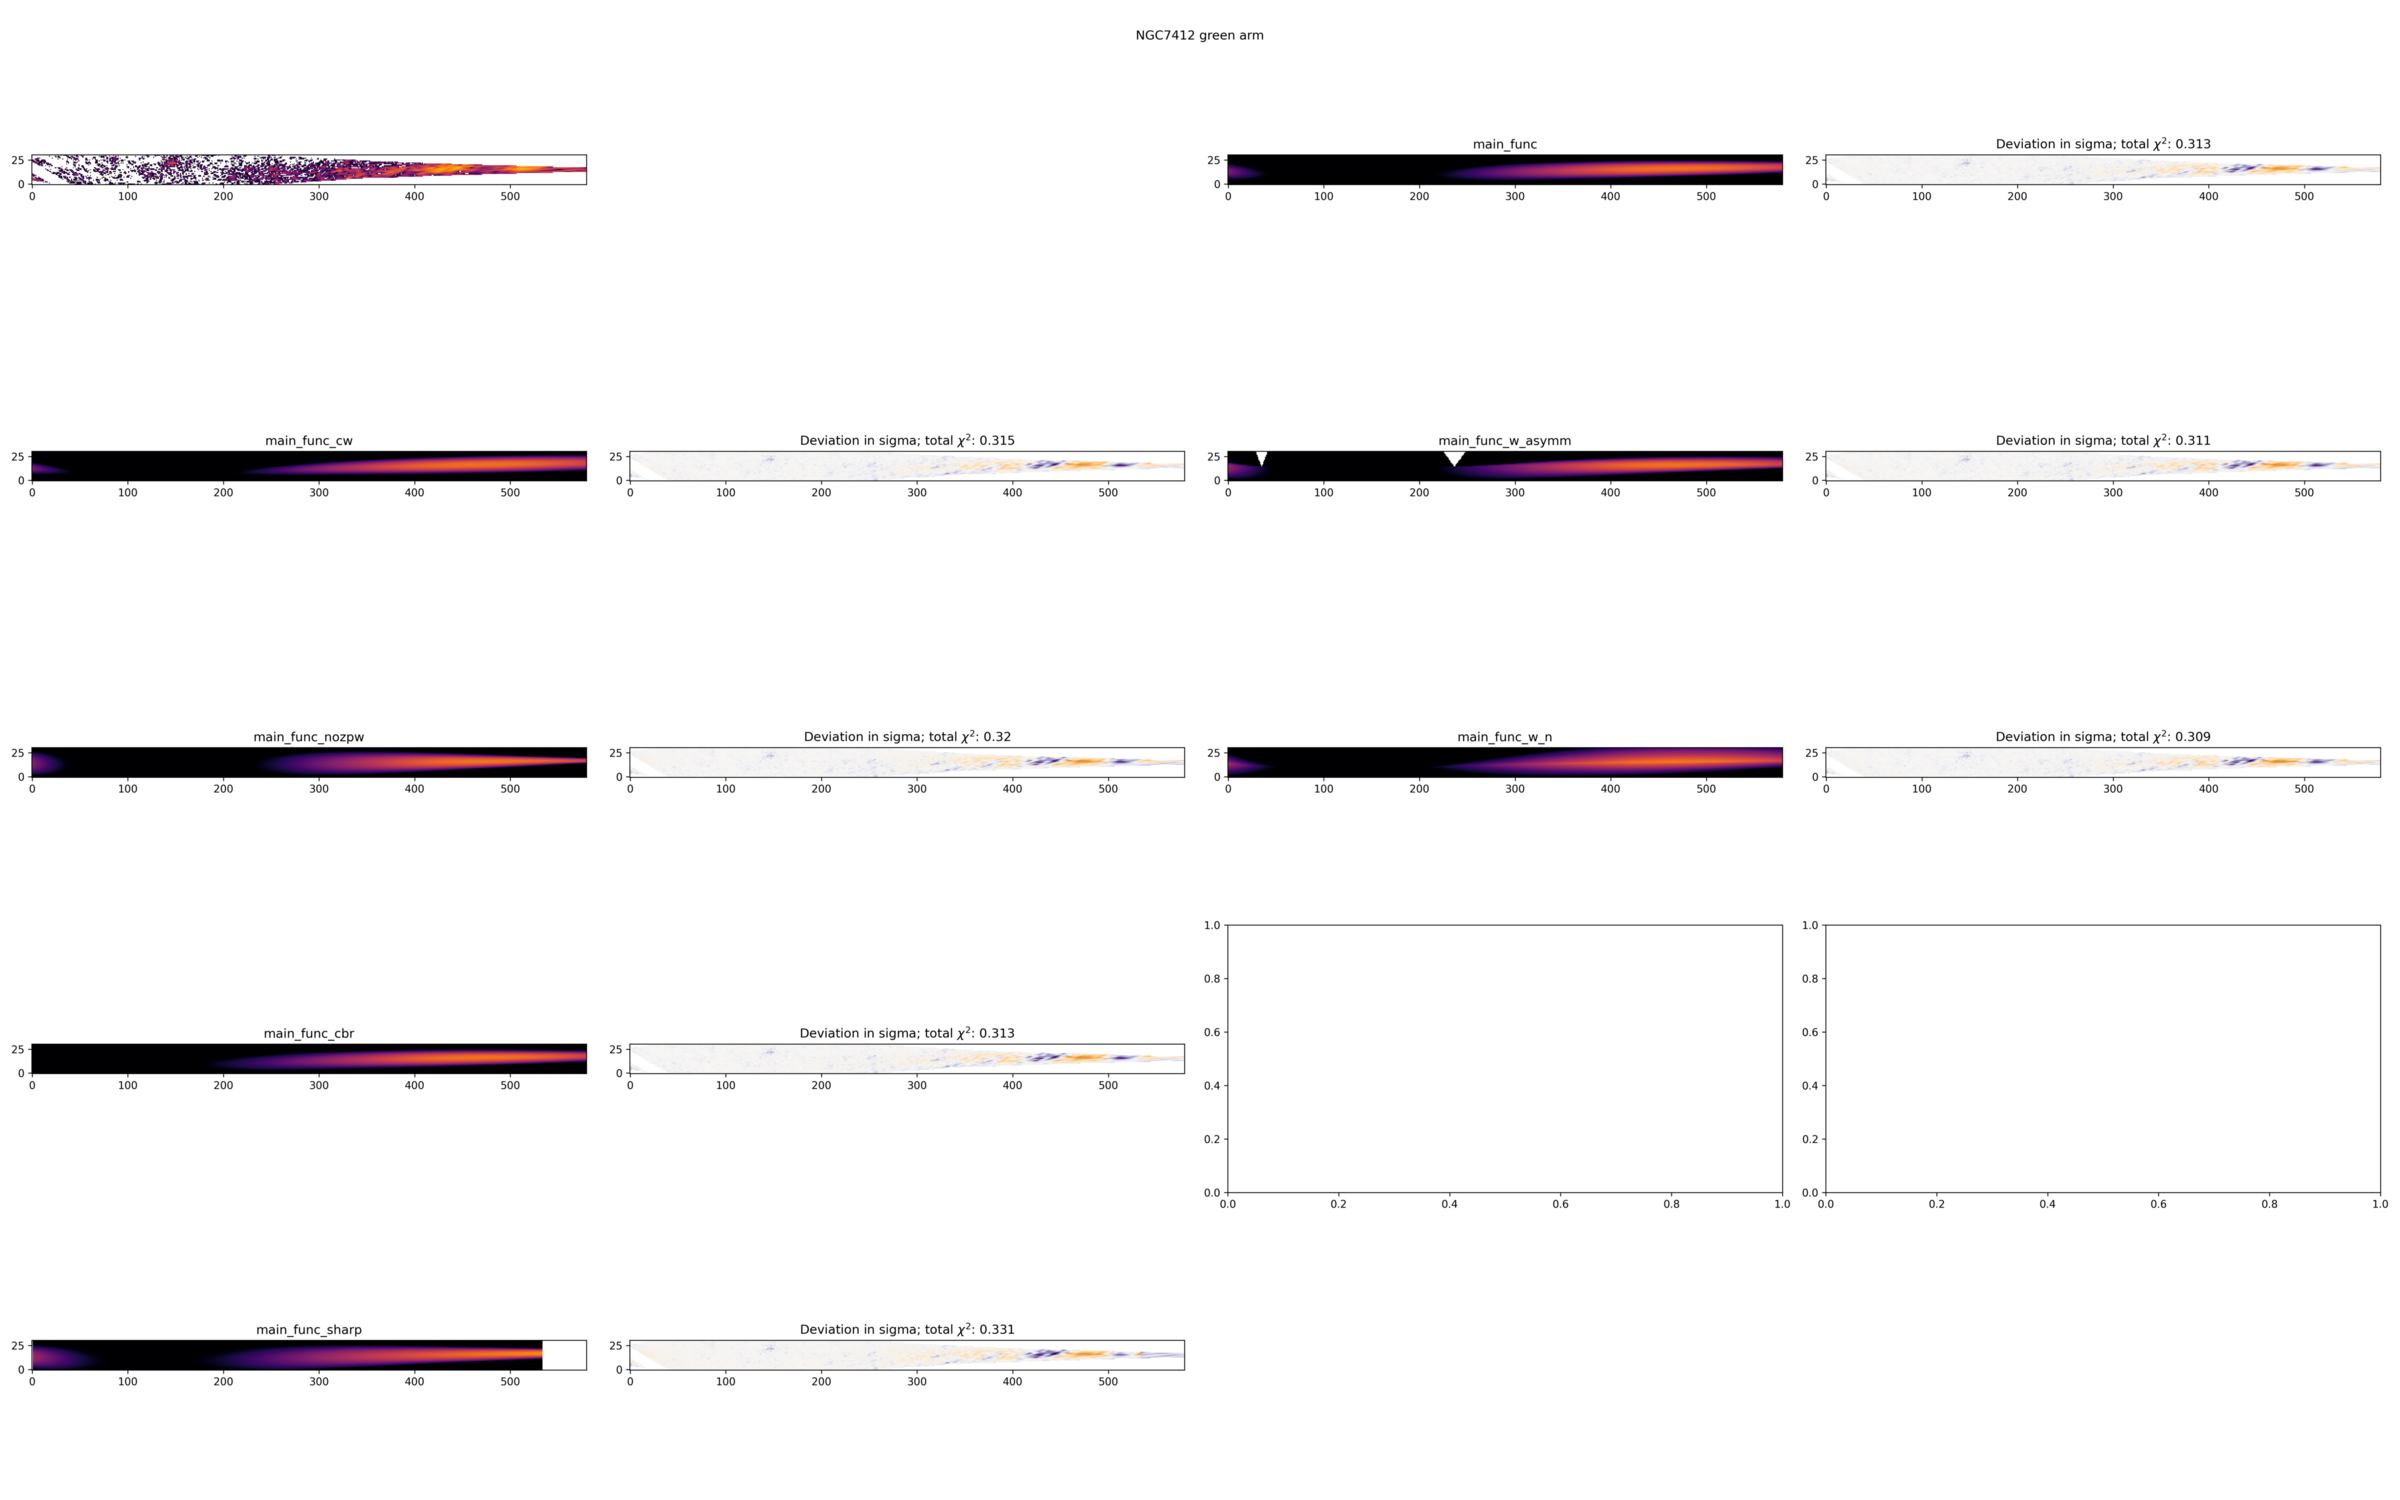 NGC7412 green arm
25
0
0 100 200 300 400 500
main_func
25
0
0 100 200 300 400 500
Deviation in sigma; total χ²: 0.313
25
0
0 100 200 300 400 500
main_func_cw
25
0
0 100 200 300 400 500
Deviation in sigma; total χ²: 0.315
25
0
0 100 200 300 400 500
main_func_w_asymm
25
0
0 100 200 300 400 500
Deviation in sigma; total χ²: 0.311
25
0
0 100 200 300 400 500
main_func_nozpw
25
0
0 100 200 300 400 500
Deviation in sigma; total χ²: 0.32
25
0
0 100 200 300 400 500
main_func_w_n
25
0
0 100 200 300 400 500
Deviation in sigma; total χ²: 0.309
25
0
0 100 200 300 400 500
main_func_cbr
25
0
0 100 200 300 400 500
Deviation in sigma; total χ²: 0.313
25
0
0 100 200 300 400 500
1.0
0.8
0.6
0.4
0.2
0.0
0.0 0.2 0.4 0.6 0.8 1.0
1.0
0.8
0.6
0.4
0.2
0.0
0.0 0.2 0.4 0.6 0.8 1.0
main_func_sharp
25
0
0 100 200 300 400 500
Deviation in sigma; total χ²: 0.331
25
0
0 100 200 300 400 500